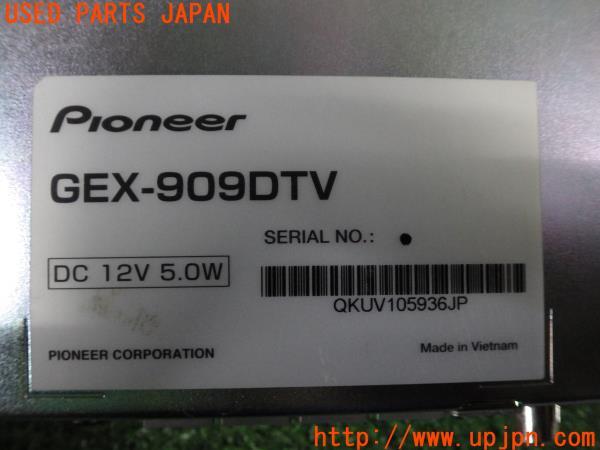 USED PARTS JAPAN
Pioneer
GEX-909DTV
SERIAL NO.:
DC 12V 5.0W
QKUV105936JP
PIONEER CORPORATION
Made in Vietnam
http://www.upjpn.com/